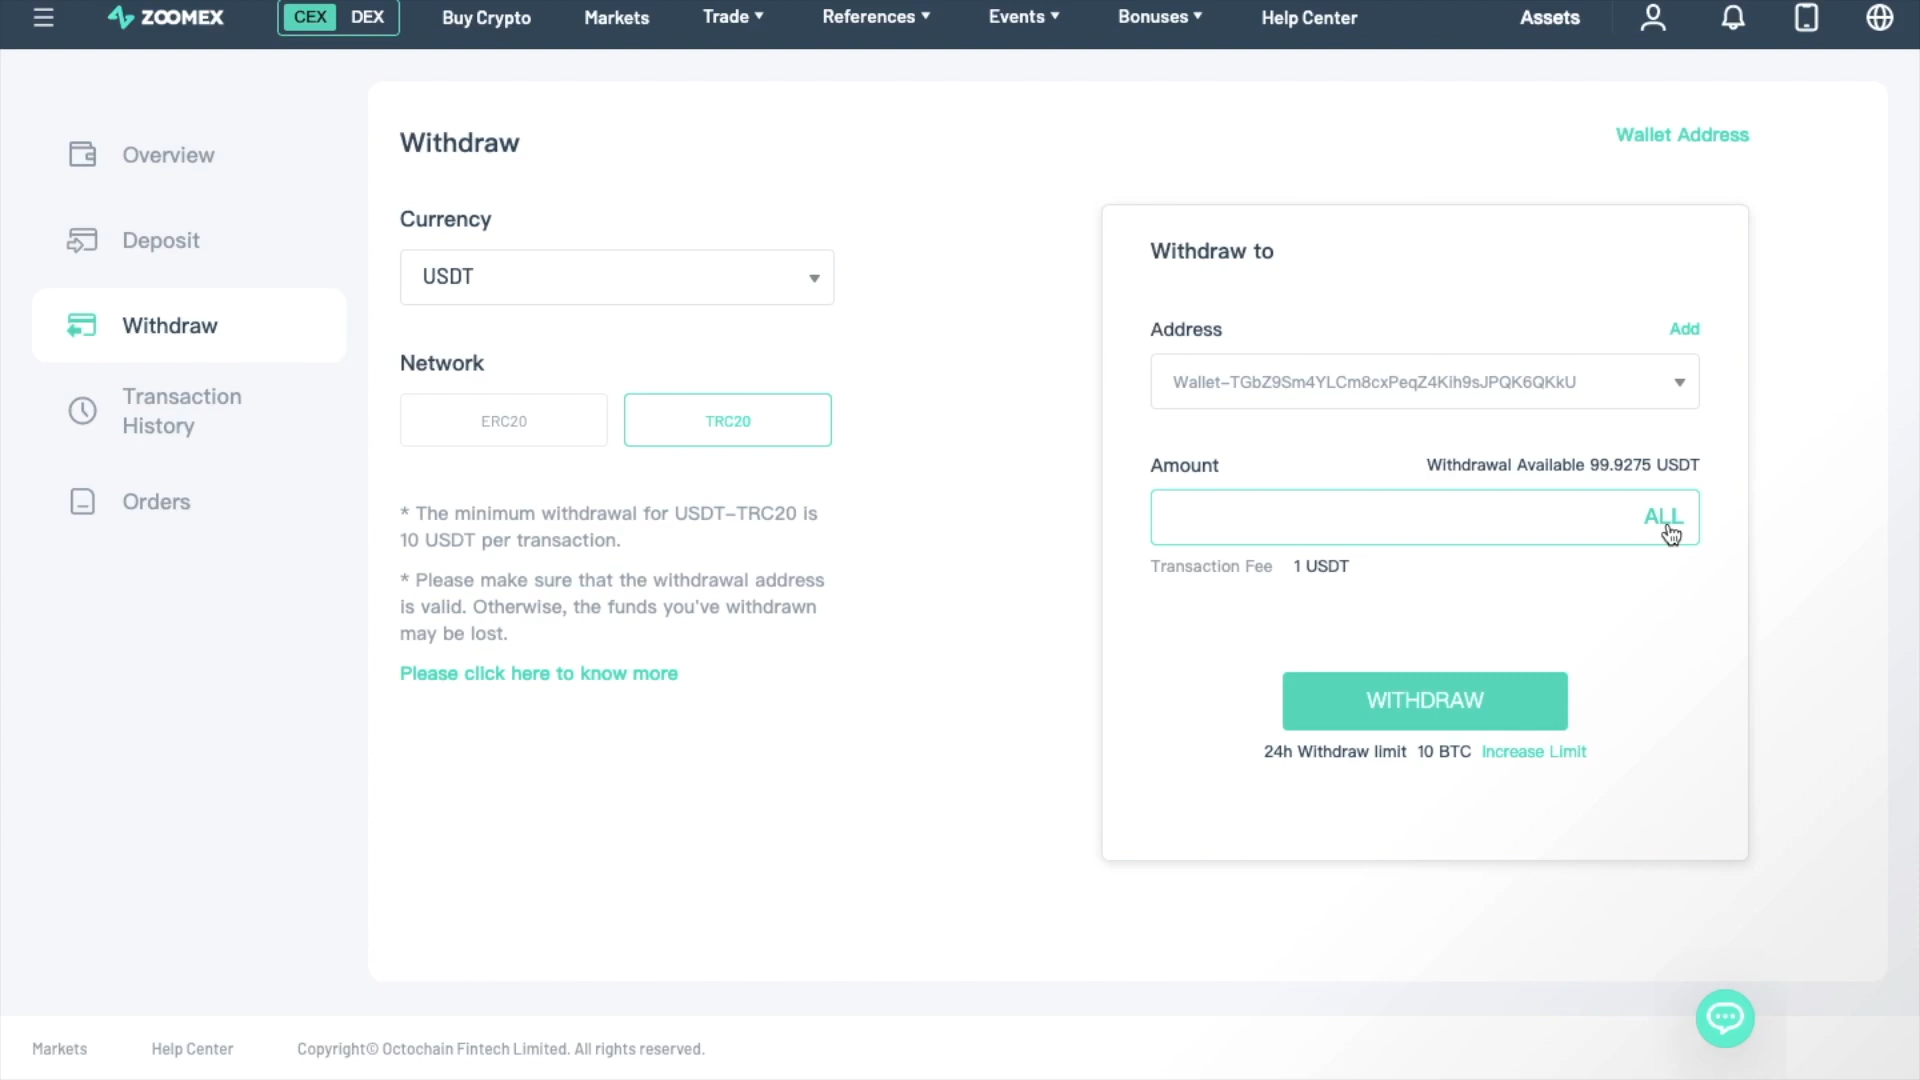 ZOOMEX
CEX DEX
Buy Crypto
Markets
Trade
References
Events
Bonuses
Help Center
Assets
Overview
Deposit
Withdraw
Transaction
History
Orders
Withdraw
Wallet Address
Currency
USDT
Network
ERC20
TRC20
* The minimum withdrawal for USDT-TRC20 is
10 USDT per transaction.
* Please make sure that the withdrawal address
is valid. Otherwise, the funds you've withdrawn
may be lost.
Please click here to know more
Withdraw to
Address
Add
Wallet-TGbZ9Sm4YLCm8cxPeqZ4Kih9sJPQK6QKkU
Amount
Withdrawal Available 99.9275 USDT
ALL
Transaction Fee 1 USDT
WITHDRAW
24h Withdraw limit 10 BTC Increase Limit
Markets
Help Center
Copyright© Octochain Fintech Limited. All rights reserved.